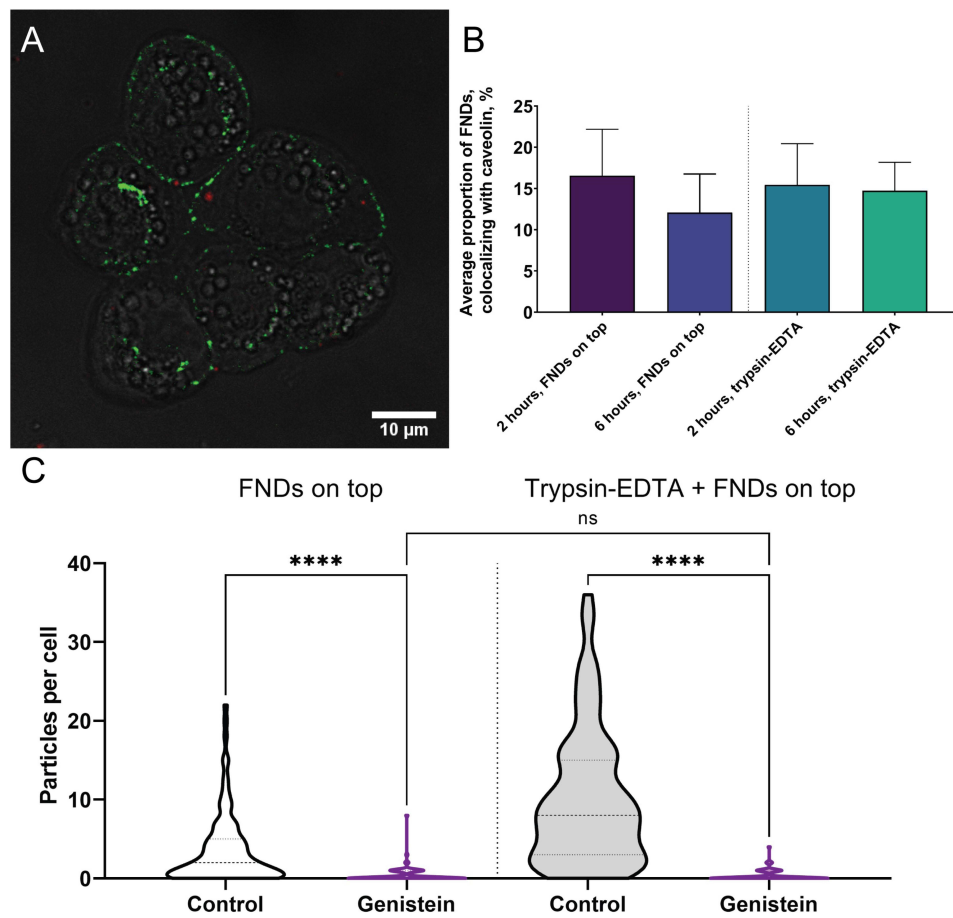 A
10 µm
B
Average proportion of FNDs,
colocalizing with caveolin, %
25
20
15
10
5
0
2 hours, FNDs on top
6 hours, FNDs on top
2 hours, trypsin-EDTA
6 hours, trypsin-EDTA
C
FNDs on top
Trypsin-EDTA + FNDs on top
ns
****
****
Particles per cell
40
30
20
10
0
Control
Genistein
Control
Genistein